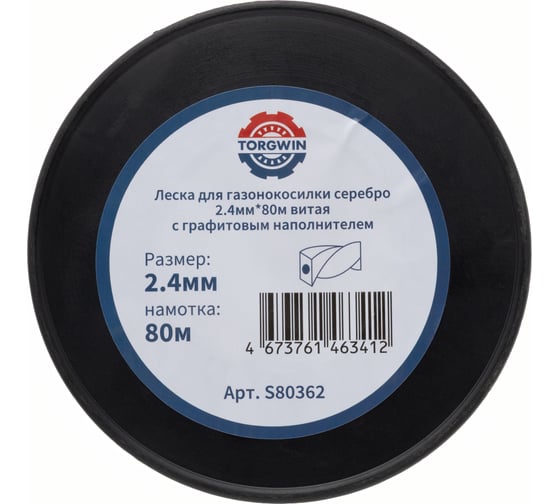 TORGWIN
Леска для газонокосилки серебро
2.4мм*80м витая
с графитовым наполнителем
Размер:
2.4мм
намотка:
80м
4 673761 463412
Арт. S80362